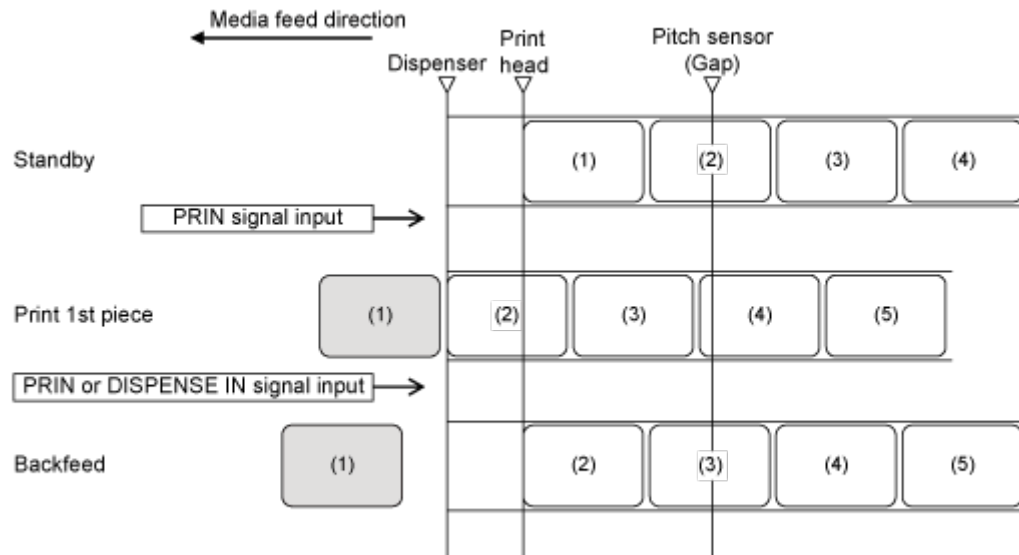 Media feed direction
Dispenser
Print
head
Pitch sensor
(Gap)
Standby
(1)
(2)
(3)
(4)
PRIN signal input
Print 1st piece
(1)
(2)
(3)
(4)
(5)
PRIN or DISPENSE IN signal input
Backfeed
(1)
(2)
(3)
(4)
(5)